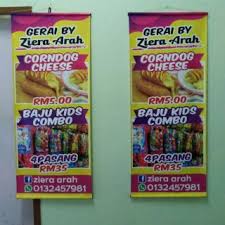 GERAI BY
Ziera Arah
CORNDOG
CHEESE
RM5.00
BAJU KIDS
COMBO
4PASANG
RM35
ziera arah
0132457981
GERAI BY
Ziera Arah
CORNDOG
CHEESE
RM5.00
BAJU KIDS
COMBO
4PASANG
RM35
ziera arah
0132457981